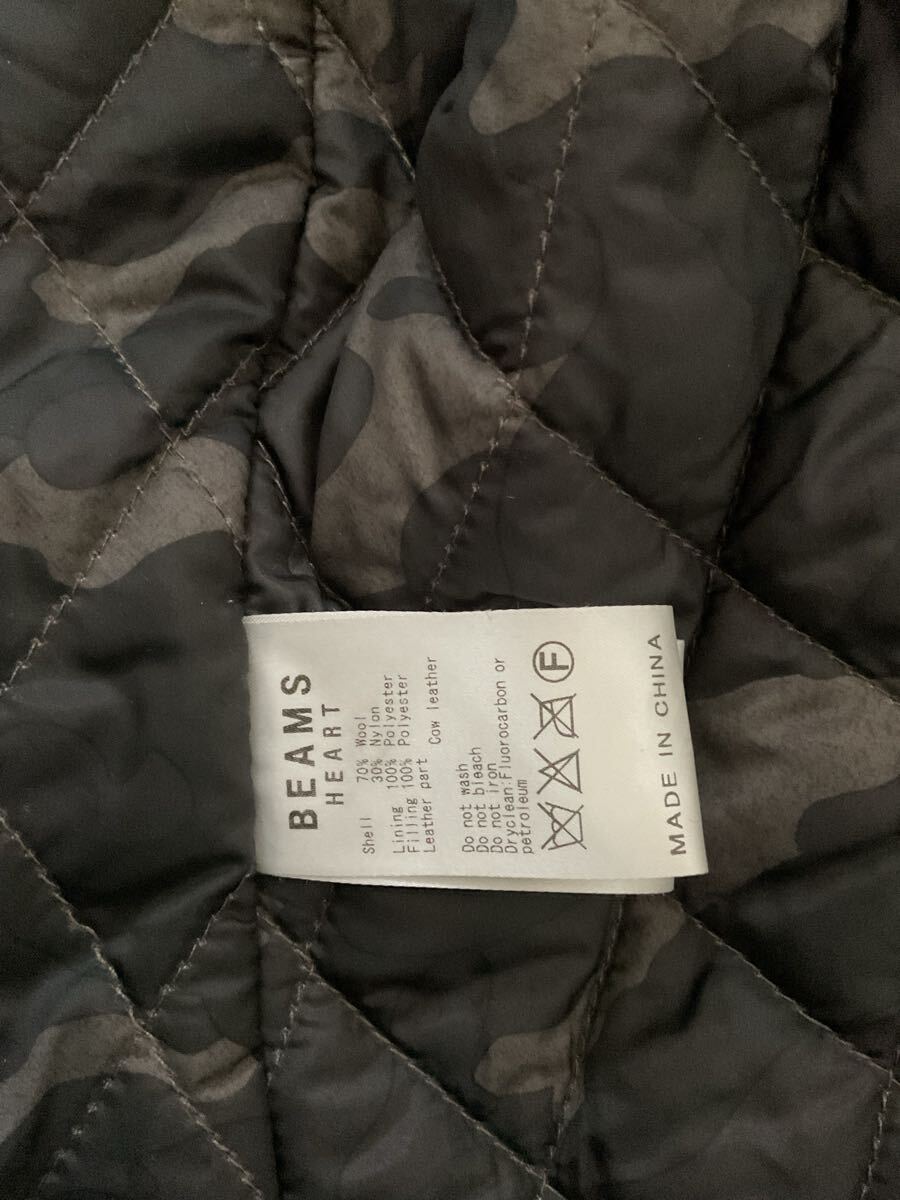 BEAMS
HEART
Shell 70% Wool
30% Nylon
Lining 100% Polyester
Filling 100% Polyester
Leather part Cow leather
Do not wash
Do not bleach
Do not iron
Dryclean:Fluorocarbon or
petroleum
F
MADE IN CHINA